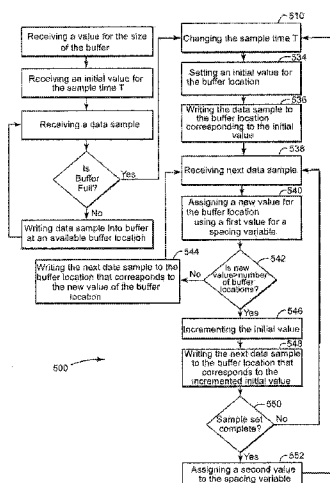 Receiving a value for the
size of the buffer
Receiving an initial value for
the sample time T
Receiving a data sample
Is
Buffer
Full?
Yes
No
Writing data sample into buffer
at an available buffer location
510
Changing the sample time T
534
Setting an initial value for
the buffer location
536
Writing the data sample to
the buffer location
corresponding to the initial
value
538
Receiving next data sample
540
Assigning a new value for
the buffer location
using a first value for a
spacing variable.
542
Is new
value>number
of buffer
locations?
No
544
Writing the next data sample to the
buffer location that corresponds to
the new value of the buffer
location
Yes
546
Incrementing the initial value
548
Writing the next data sample
to the buffer location that
corresponds to the
incremented initial value
550
Sample set
complete?
No
Yes
552
Assigning a second value
to the spacing variable
500